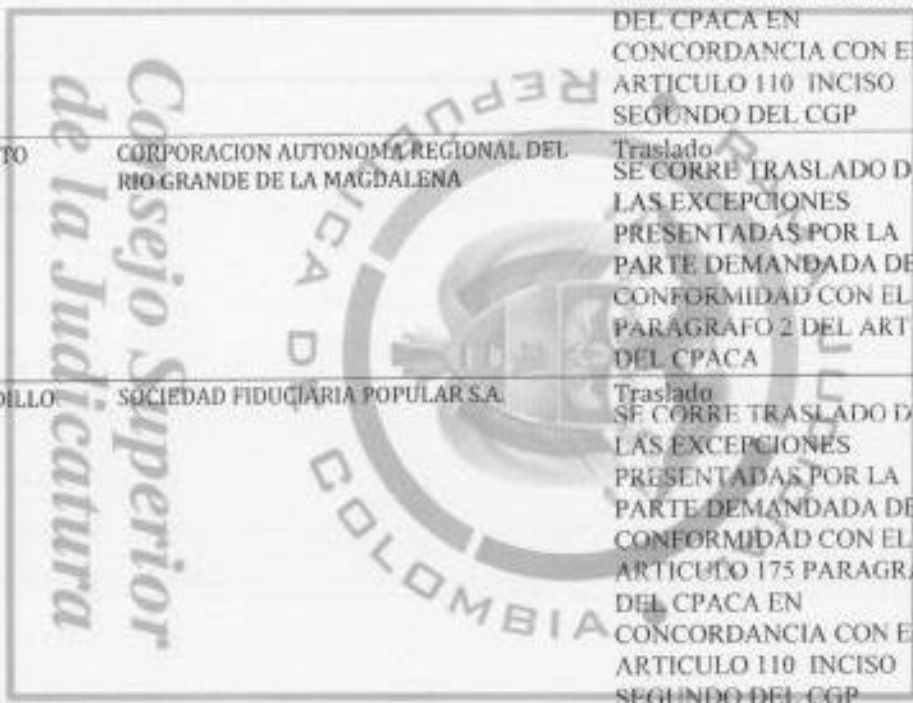 DEL CPACA EN
CONCORDANCIA CON E
ARTICULO 110 INCISO
SEGUNDO DEL CGP
TO
CORPORACION AUTONOMA REGIONAL DEL
RIO GRANDE DE LA MAGDALENA
Traslado
SE CORRE TRASLADO D
LAS EXCEPCIONES
PRESENTADAS POR LA
PARTE DEMANDADA DE
CONFORMIDAD CON EL
PARAGRAFO 2 DEL ART
DEL CPACA
DILLO
SOCIEDAD FIDUCIARIA POPULAR S.A.
Traslado
SE CORRE TRASLADO D
LAS EXCEPCIONES
PRESENTADAS POR LA
PARTE DEMANDADA DE
CONFORMIDAD CON EL
ARTICULO 175 PARAGRA
DEL CPACA EN
CONCORDANCIA CON E
ARTICULO 110 INCISO
SEGUNDO DEL CGP
Consejo Superior
de la Judicatura
REPUBLICA DE COLOMBIA